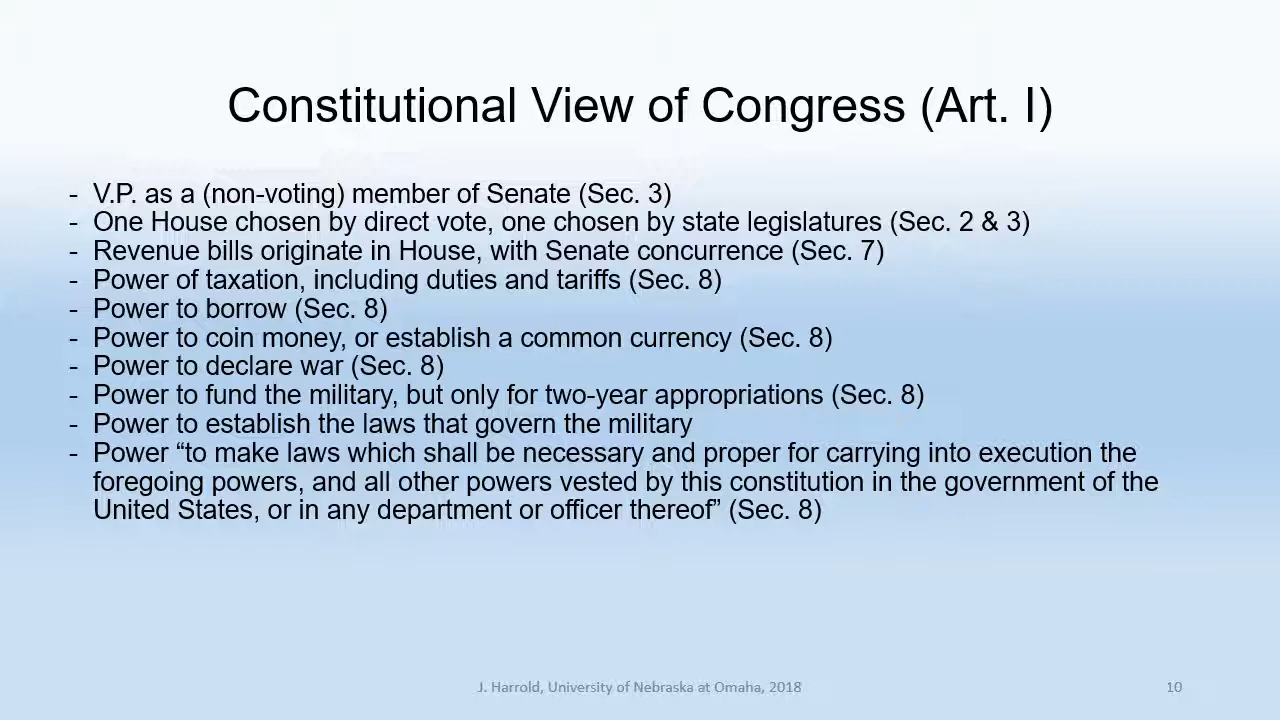 Constitutional View of Congress (Art. I)
- V.P. as a (non-voting) member of Senate (Sec. 3)
- One House chosen by direct vote, one chosen by state legislatures (Sec. 2 & 3)
- Revenue bills originate in House, with Senate concurrence (Sec. 7)
- Power of taxation, including duties and tariffs (Sec. 8)
- Power to borrow (Sec. 8)
- Power to coin money, or establish a common currency (Sec. 8)
- Power to declare war (Sec. 8)
- Power to fund the military, but only for two-year appropriations (Sec. 8)
- Power to establish the laws that govern the military
- Power “to make laws which shall be necessary and proper for carrying into execution the
foregoing powers, and all other powers vested by this constitution in the government of the
United States, or in any department or officer thereof” (Sec. 8)
J. Harrold, University of Nebraska at Omaha, 2018
10